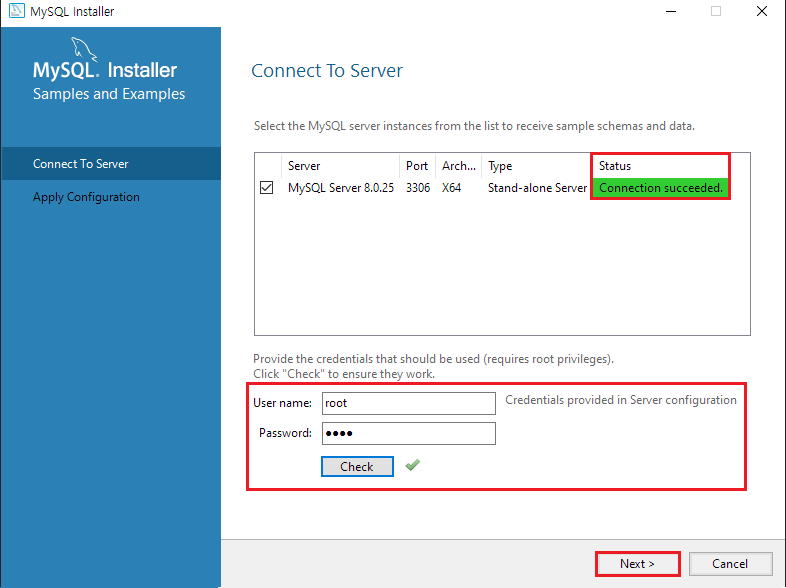 MySQL Installer
MySQL. Installer
Samples and Examples
Connect To Server
Apply Configuration
Connect To Server
Select the MySQL server instances from the list to receive sample schemas and data.
Server Port Arch... Type Status
MySQL Server 8.0.25 3306 X64 Stand-alone Server Connection succeeded.
Provide the credentials that should be used (requires root privileges).
Click "Check" to ensure they work.
User name: root Credentials provided in Server configuration
Password: ●●●●
Check
Next > Cancel